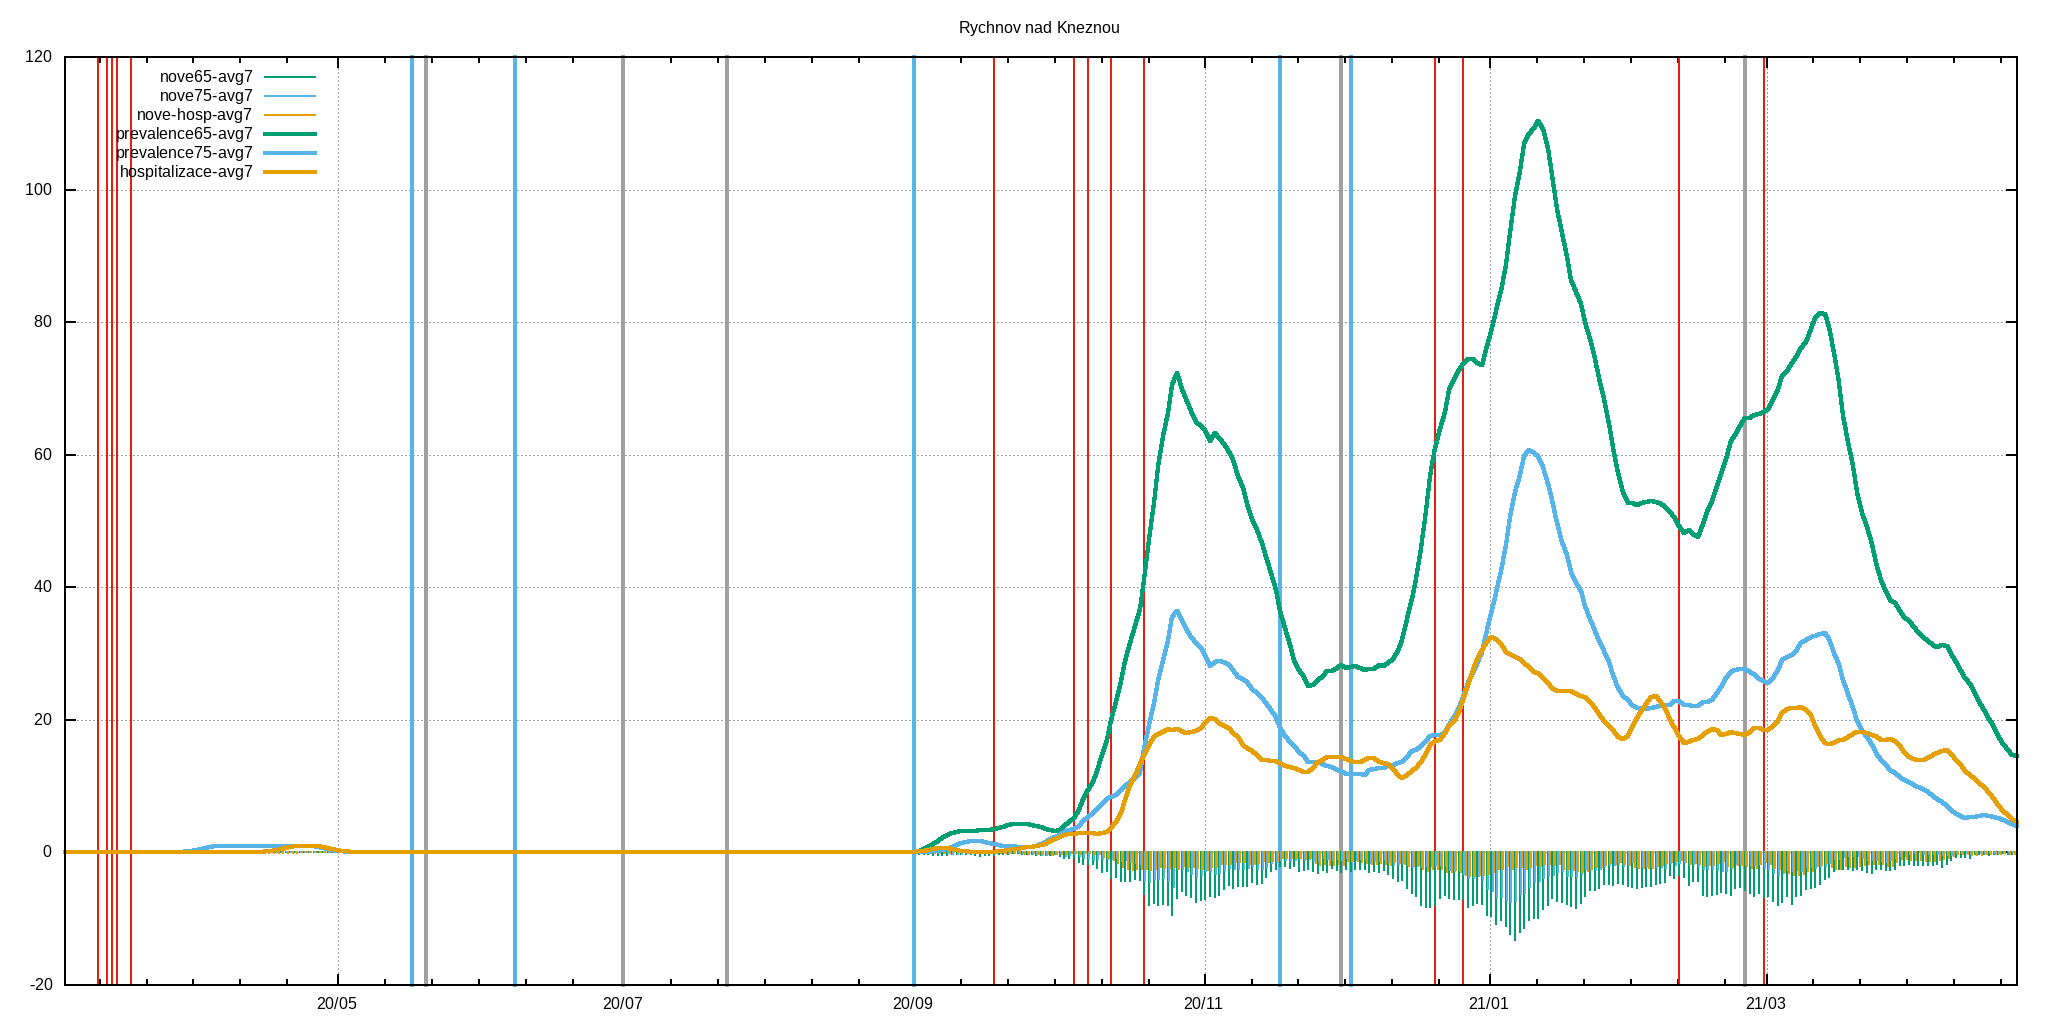 Rychnov nad Kneznou
120
100
80
60
40
20
0
-20
nove65-avg7
nove75-avg7
nove-hosp-avg7
prevalence65-avg7
prevalence75-avg7
hospitalizace-avg7
20/05
20/07
20/09
20/11
21/01
21/03